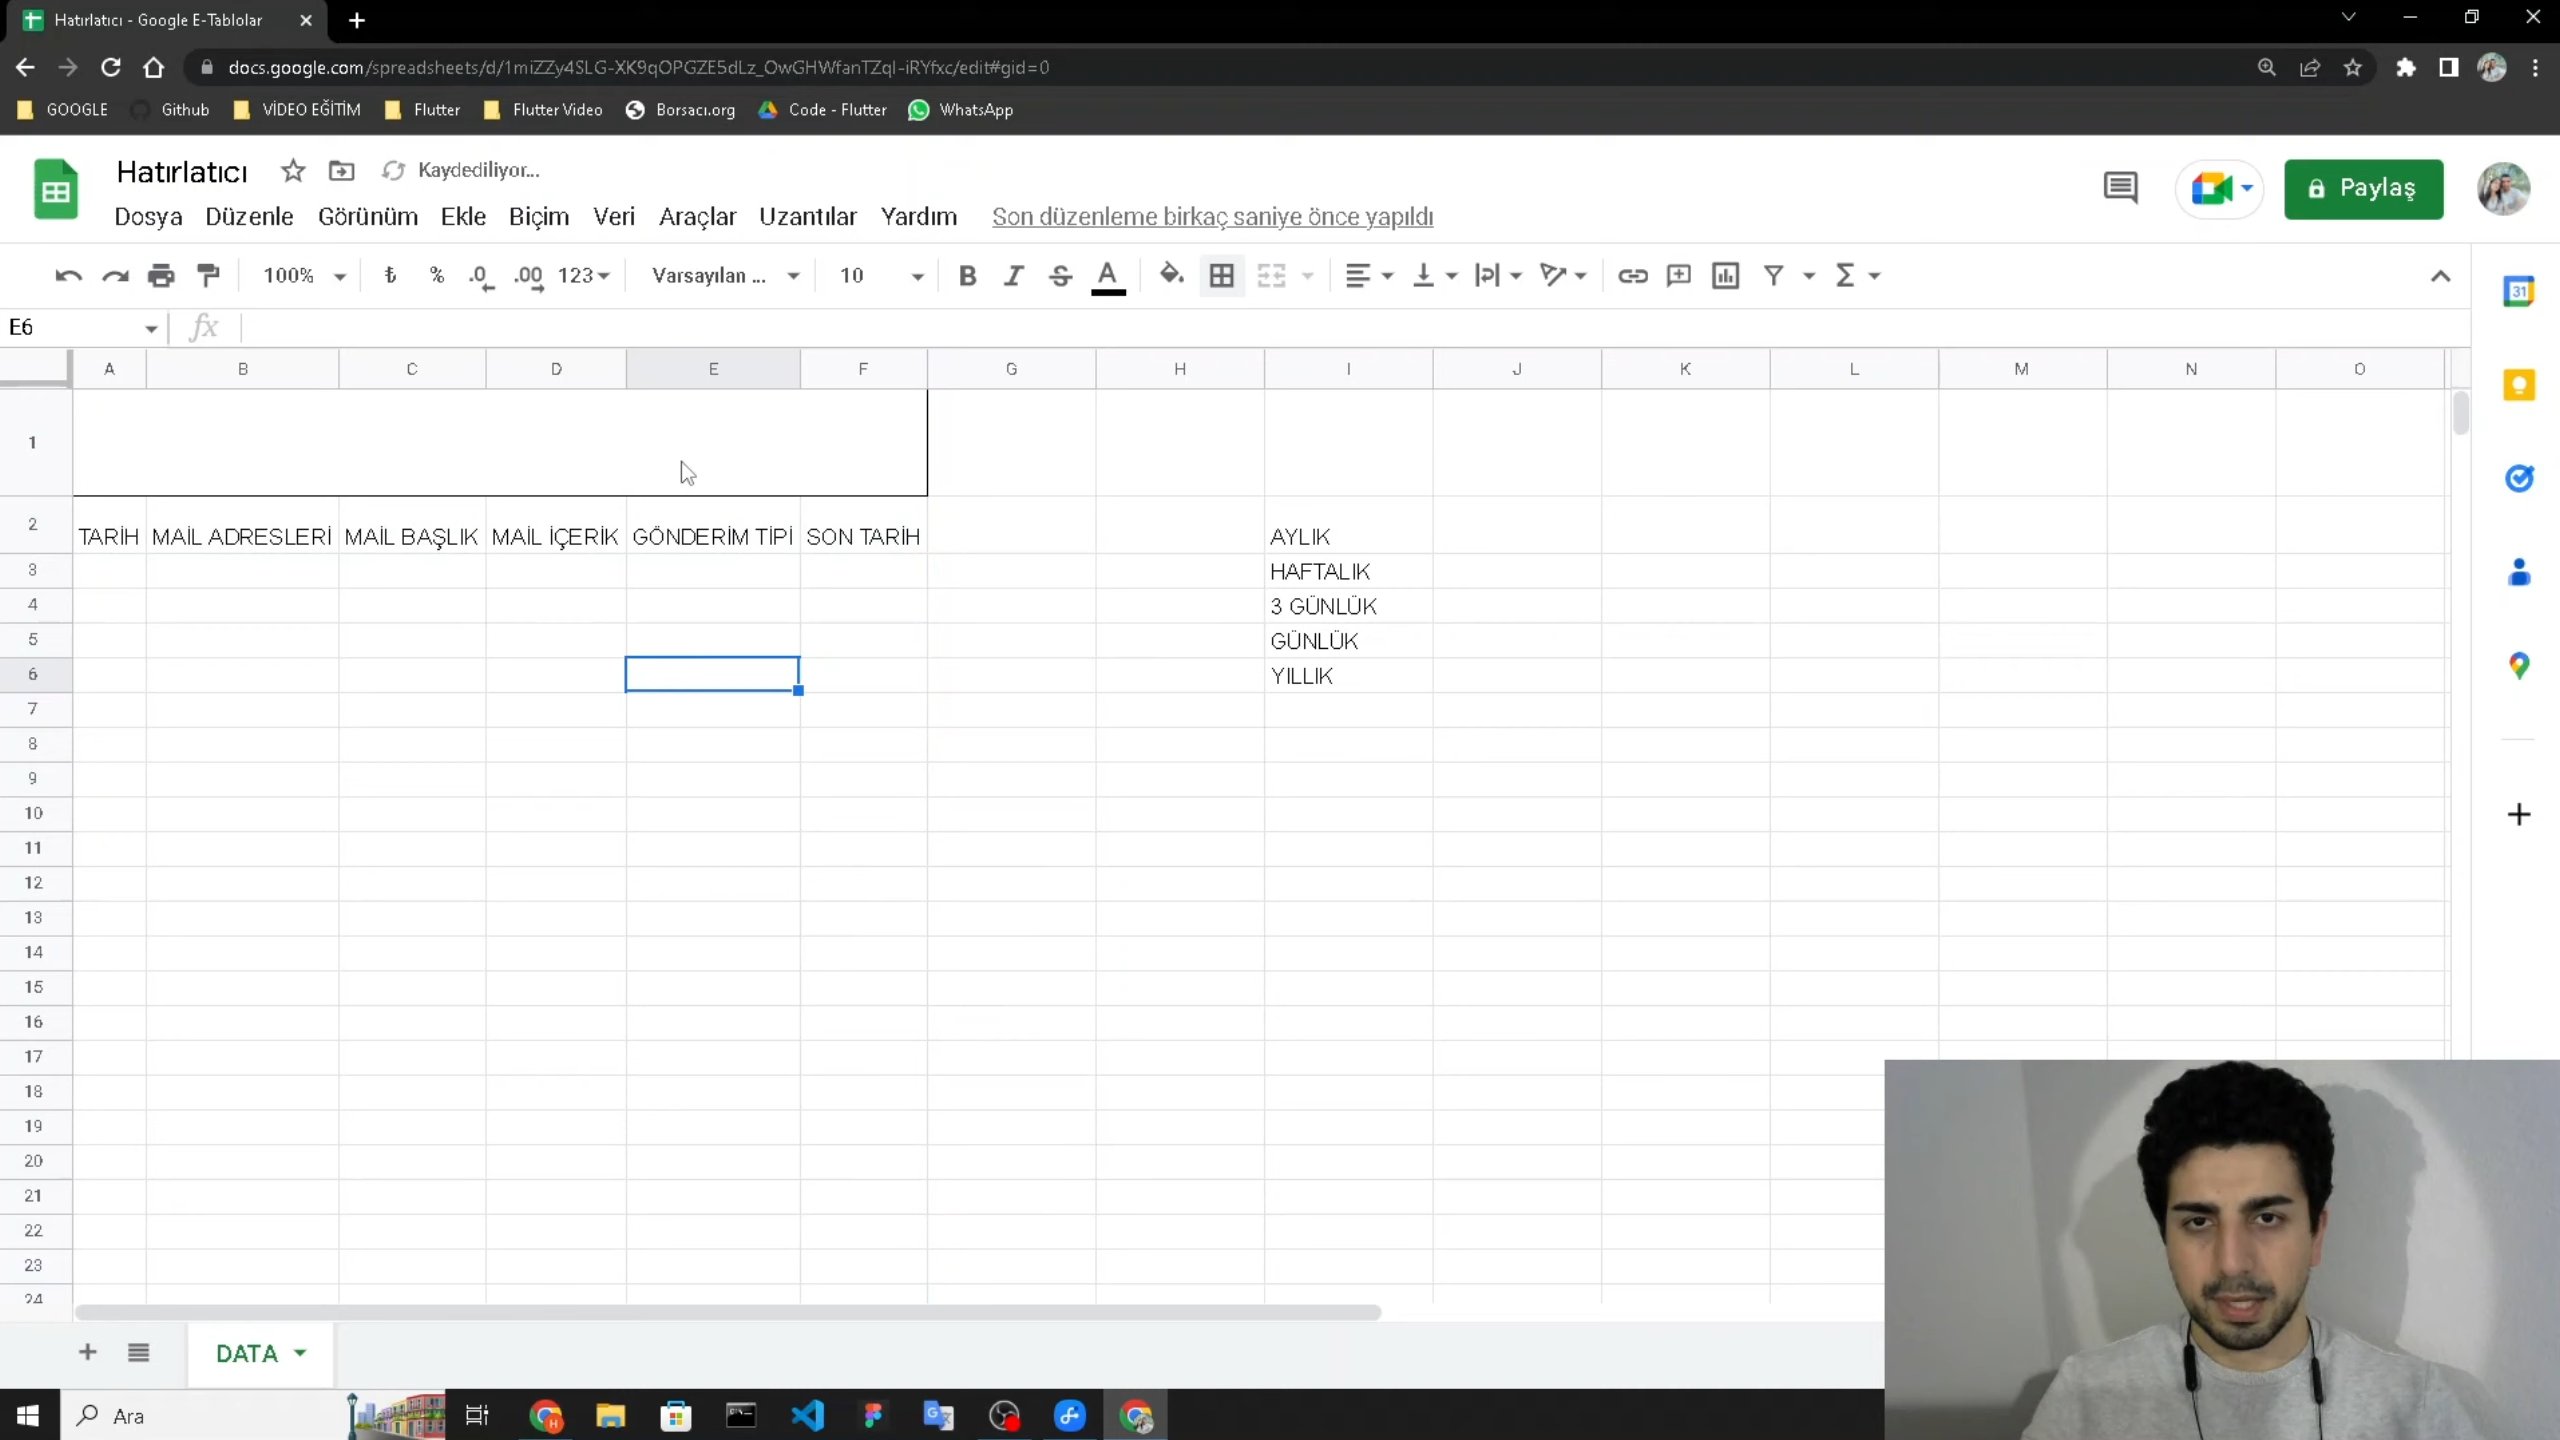 Hatırlatıcı - Google E-Tablolar
docs.google.com/spreadsheets/d/1miZZy4SLG-XK9qOPGZE5dLz_OwGHWfanTZqI-iRYfxc/edit#gid=0
GOOGLE Github VİDEO EĞİTİM Flutter Flutter Video Borsacı.org Code - Flutter WhatsApp
Hatırlatıcı Kaydediliyor...
Paylaş
Dosya Düzenle Görünüm Ekle Biçim Veri Araçlar Uzantılar Yardım Son düzenleme birkaç saniye önce yapıldı
100% ₺ % .0 .00 123 Varsayılan ... 10 B I S A Σ
31
E6 fx
A B C D E F G H I J K L M N O
1
2 TARİH MAİL ADRESLERİ MAİL BAŞLIK MAİL İÇERİK GÖNDERİM TİPİ SON TARİH AYLIK
3 HAFTALIK
4 3 GÜNLÜK
5 GÜNLÜK
6 YILLIK
7
8
9
10
11
12
13
14
15
16
17
18
19
20
21
22
23
24
DATA
Ara